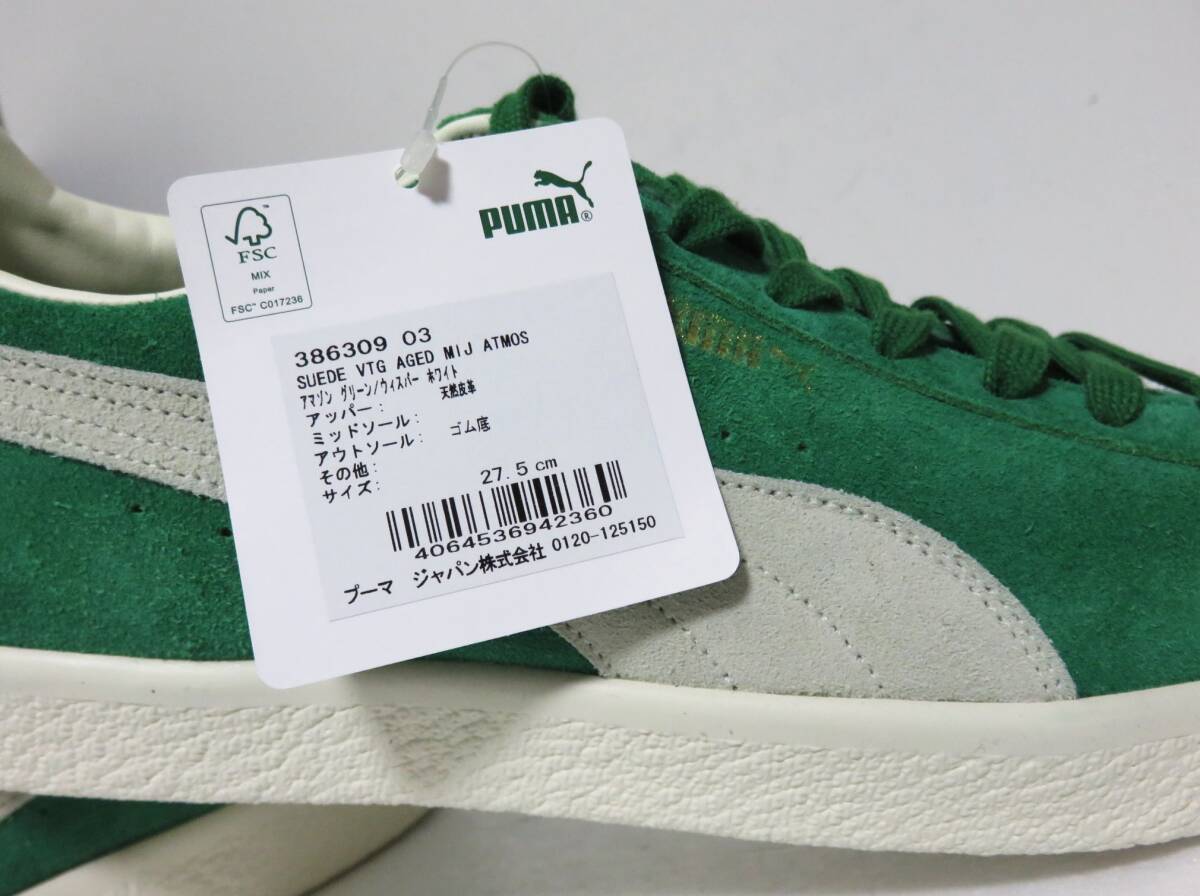 PUMA®
FSC™
MIX
Paper
FSC™ C017236
386309 03
SUEDE VTG AGED MIJ ATMOS
アマゾン グリーン/ウィスパー ホワイト
アッパー: 天然皮革
ミッドソール:
アウトソール: ゴム底
その他:
サイズ: 27.5 cm
4064536942360
プーマ ジャパン株式会社 0120-125150